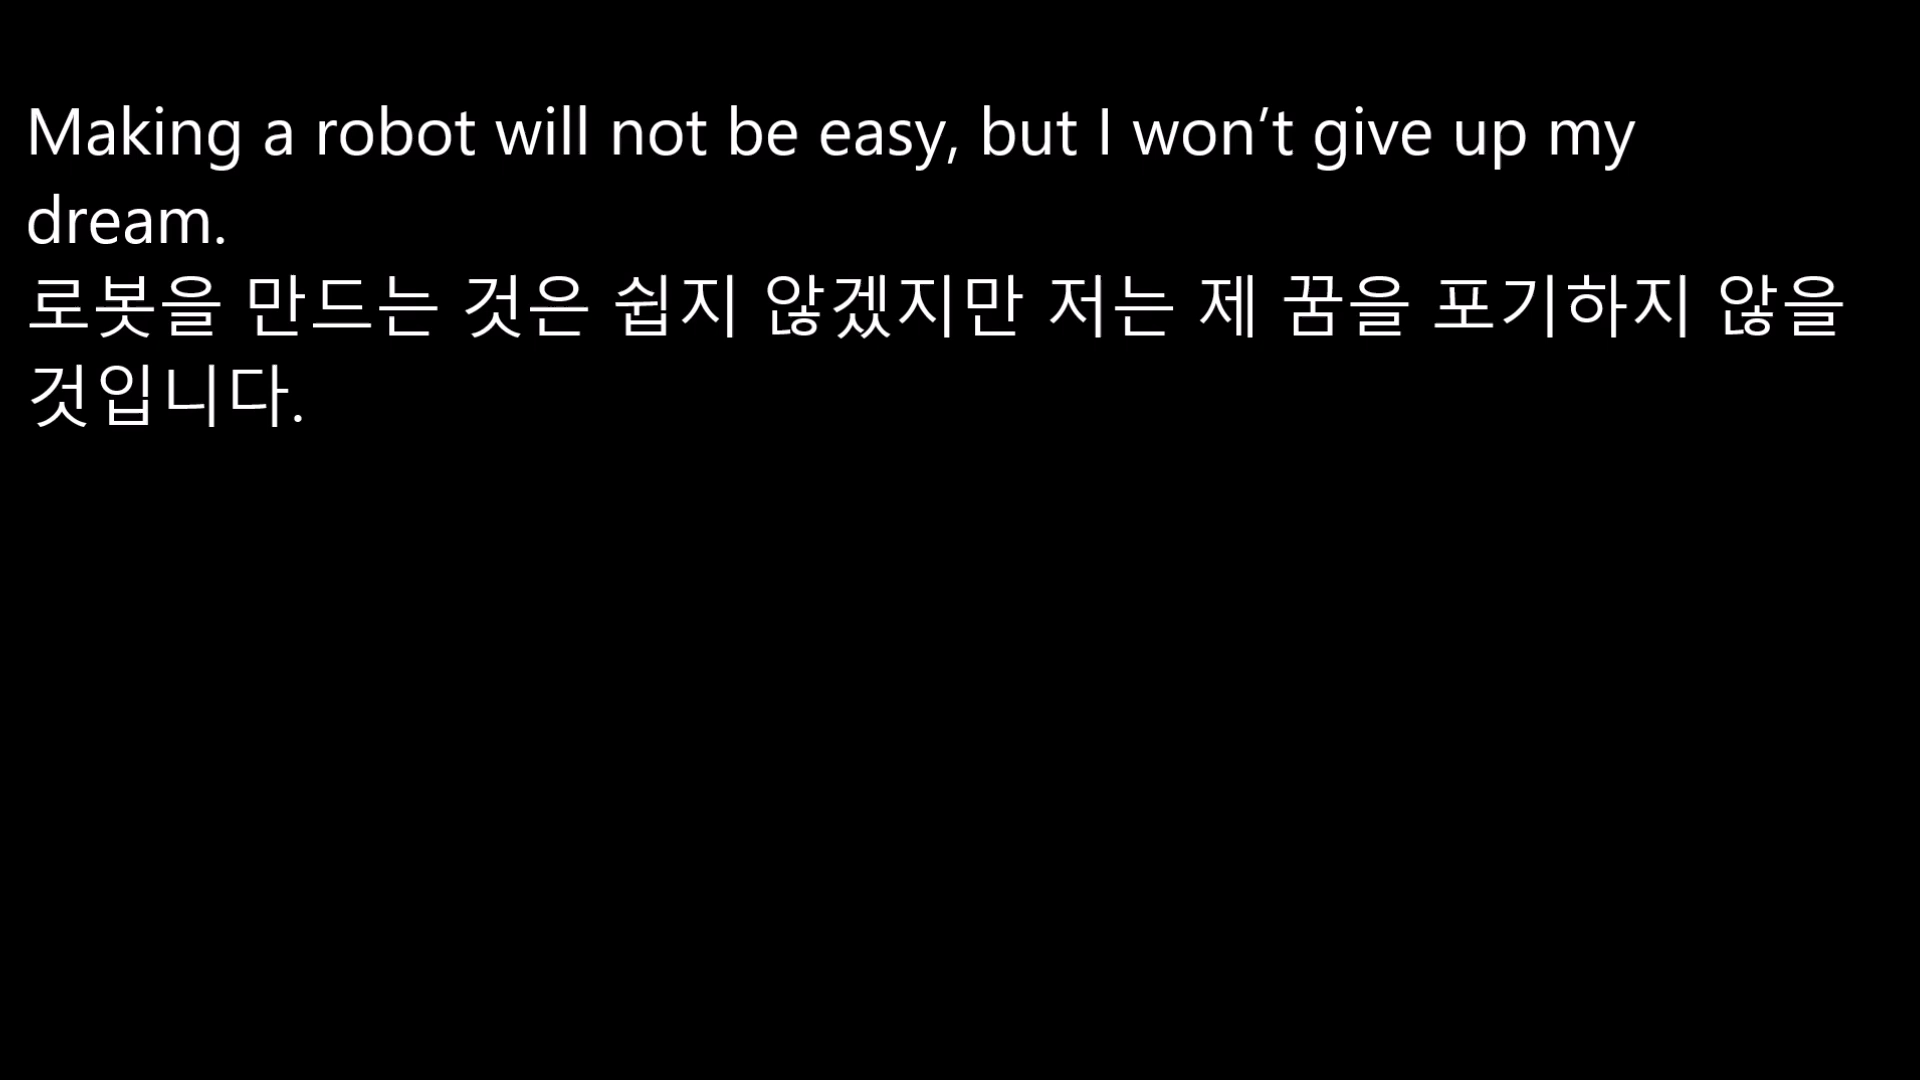 Making a robot will not be easy, but I won’t give up my
dream.
로봇을 만드는 것은 쉽지 않겠지만 저는 제 꿈을 포기하지 않을
것입니다.